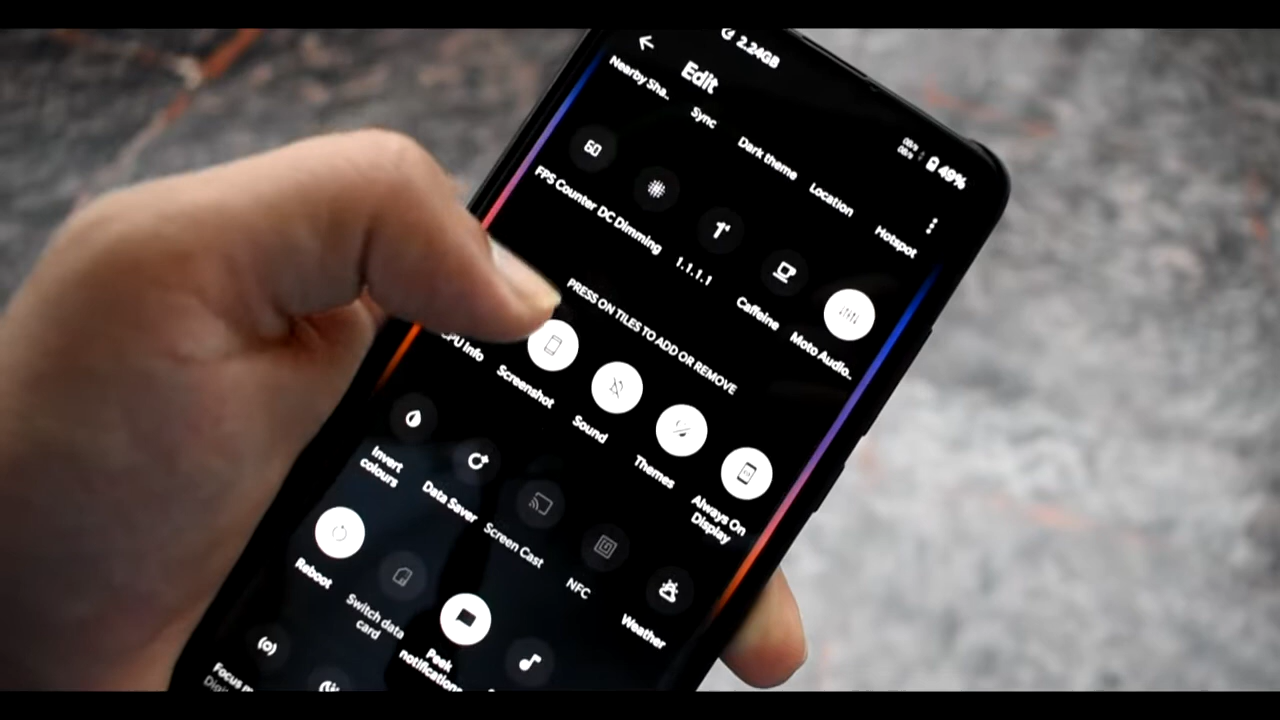 2.24GB
49%
Edit
Nearby Sha..
Sync
Dark theme
Location
Hotspot
60
FPS Counter
DC Dimming
1.1.1.1
Caffeine
Moto Audio..
PRESS ON TILES TO ADD OR REMOVE
Info
Screenshot
Sound
Themes
Always On
Display
Invert
colours
Data Saver
Screen Cast
NFC
Weather
Reboot
Switch data
card
Peek
notifications
Focus